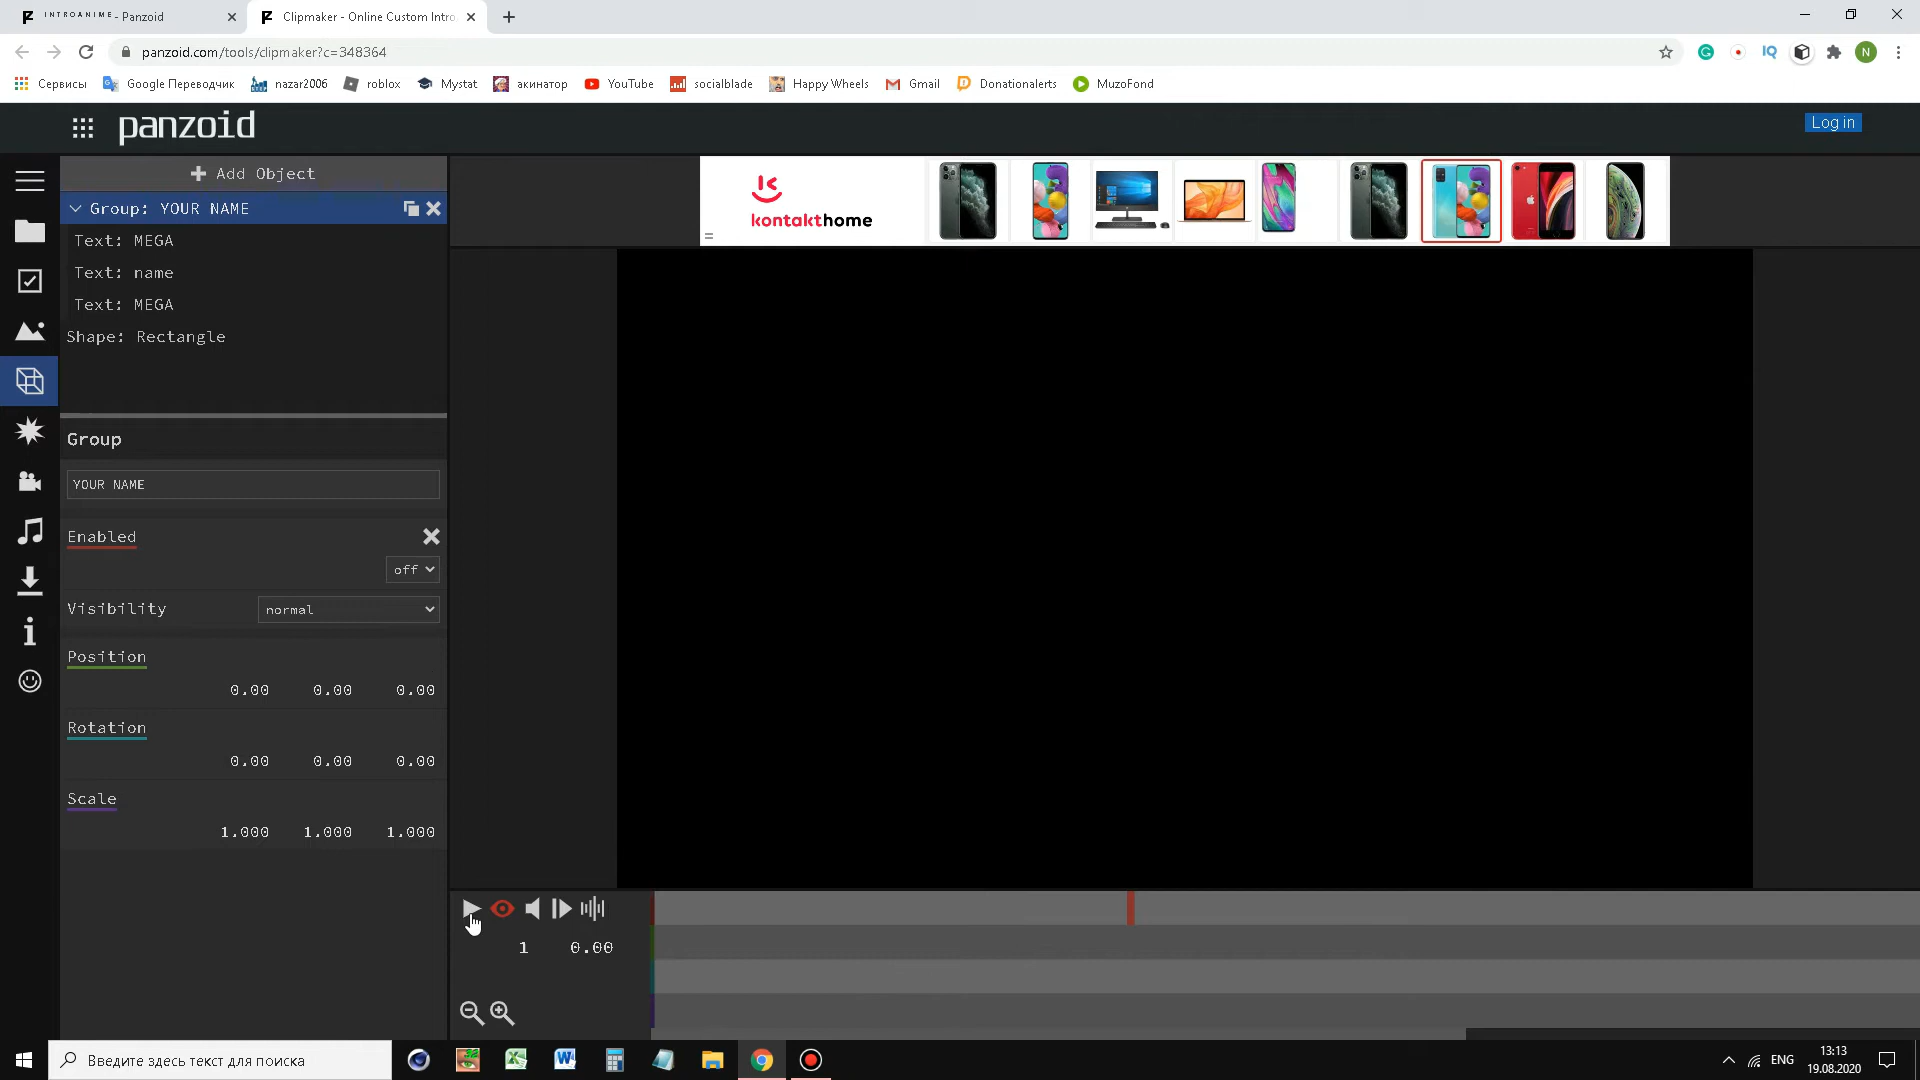 INTROANIME - Panzoid
Clipmaker - Online Custom Intro
panzoid.com/tools/clipmaker?c=348364
N
Сервисы
Google Переводчик
nazar2006
roblox
Mystat
акинатор
YouTube
socialblade
Happy Wheels
Gmail
Donationalerts
MuzoFond
panzoid
Log in
Add Object
Group: YOUR NAME
Text: MEGA
Text: name
Text: MEGA
Shape: Rectangle
kontakthome
Group
YOUR NAME
Enabled
off
Visibility normal
Position
0.00 0.00 0.00
Rotation
0.00 0.00 0.00
Scale
1.000 1.000 1.000
1 0.00
Введите здесь текст для поиска
ENG
13:13
19.08.2020